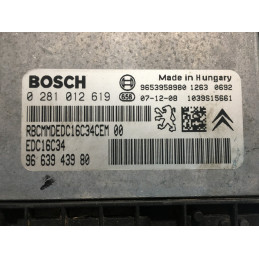 BOSCH
Made in Hungary
9653958980 1263 0692
0 281 012 619 656 07-12-08 1039S15661
RBCMMDEDC16C34CEM 00
EDC16C34
96 639 439 80